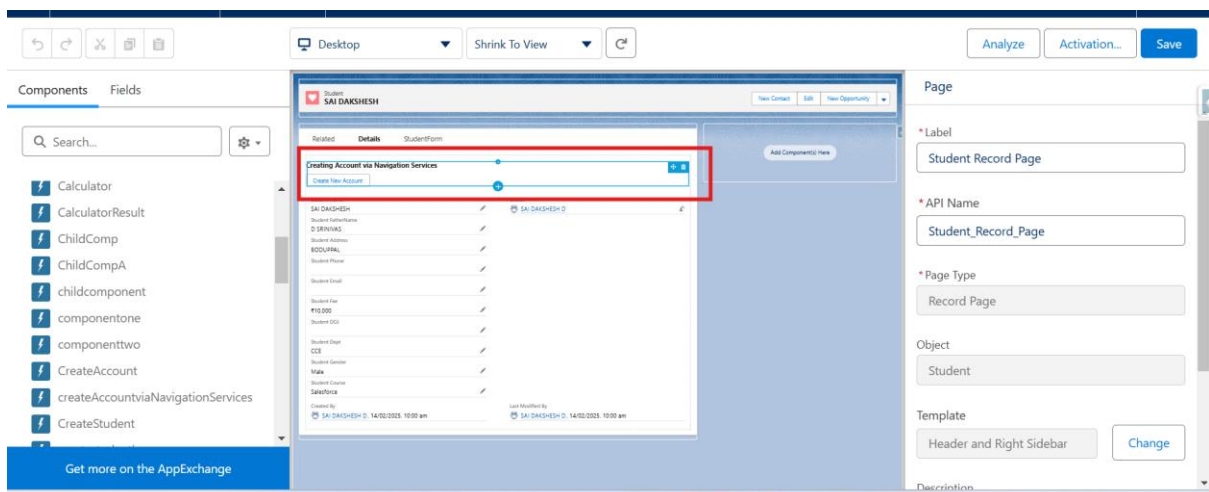 Desktop
Shrink To View
Analyze
Activation...
Save
Components Fields
Search...
Calculator
CalculatorResult
ChildComp
ChildCompA
childcomponent
componentone
componenttwo
CreateAccount
createAccountviaNavigationServices
CreateStudent
Get more on the AppExchange
Student
SAI DAKSHESH
New Contact Edit New Opportunity
Related Details StudentForm
Creating Account via Navigation Services
Create New Account
SAI DAKSHESH
SAI DAKSHESH D
Student FatherName
D SRINIVAS
Student Address
BODUPPAL
Student Phone
Student Email
Student Fee
₹10,000
Student DOJ
Student Dept
CCE
Student Gender
Male
Student Course
Salesforce
Created By
SAI DAKSHESH D, 14/02/2025, 10:00 am
Last Modified By
SAI DAKSHESH D, 14/02/2025, 10:00 am
Add Component(s) Here
Page
*Label
Student Record Page
*API Name
Student_Record_Page
*Page Type
Record Page
Object
Student
Template
Header and Right Sidebar
Change
Description